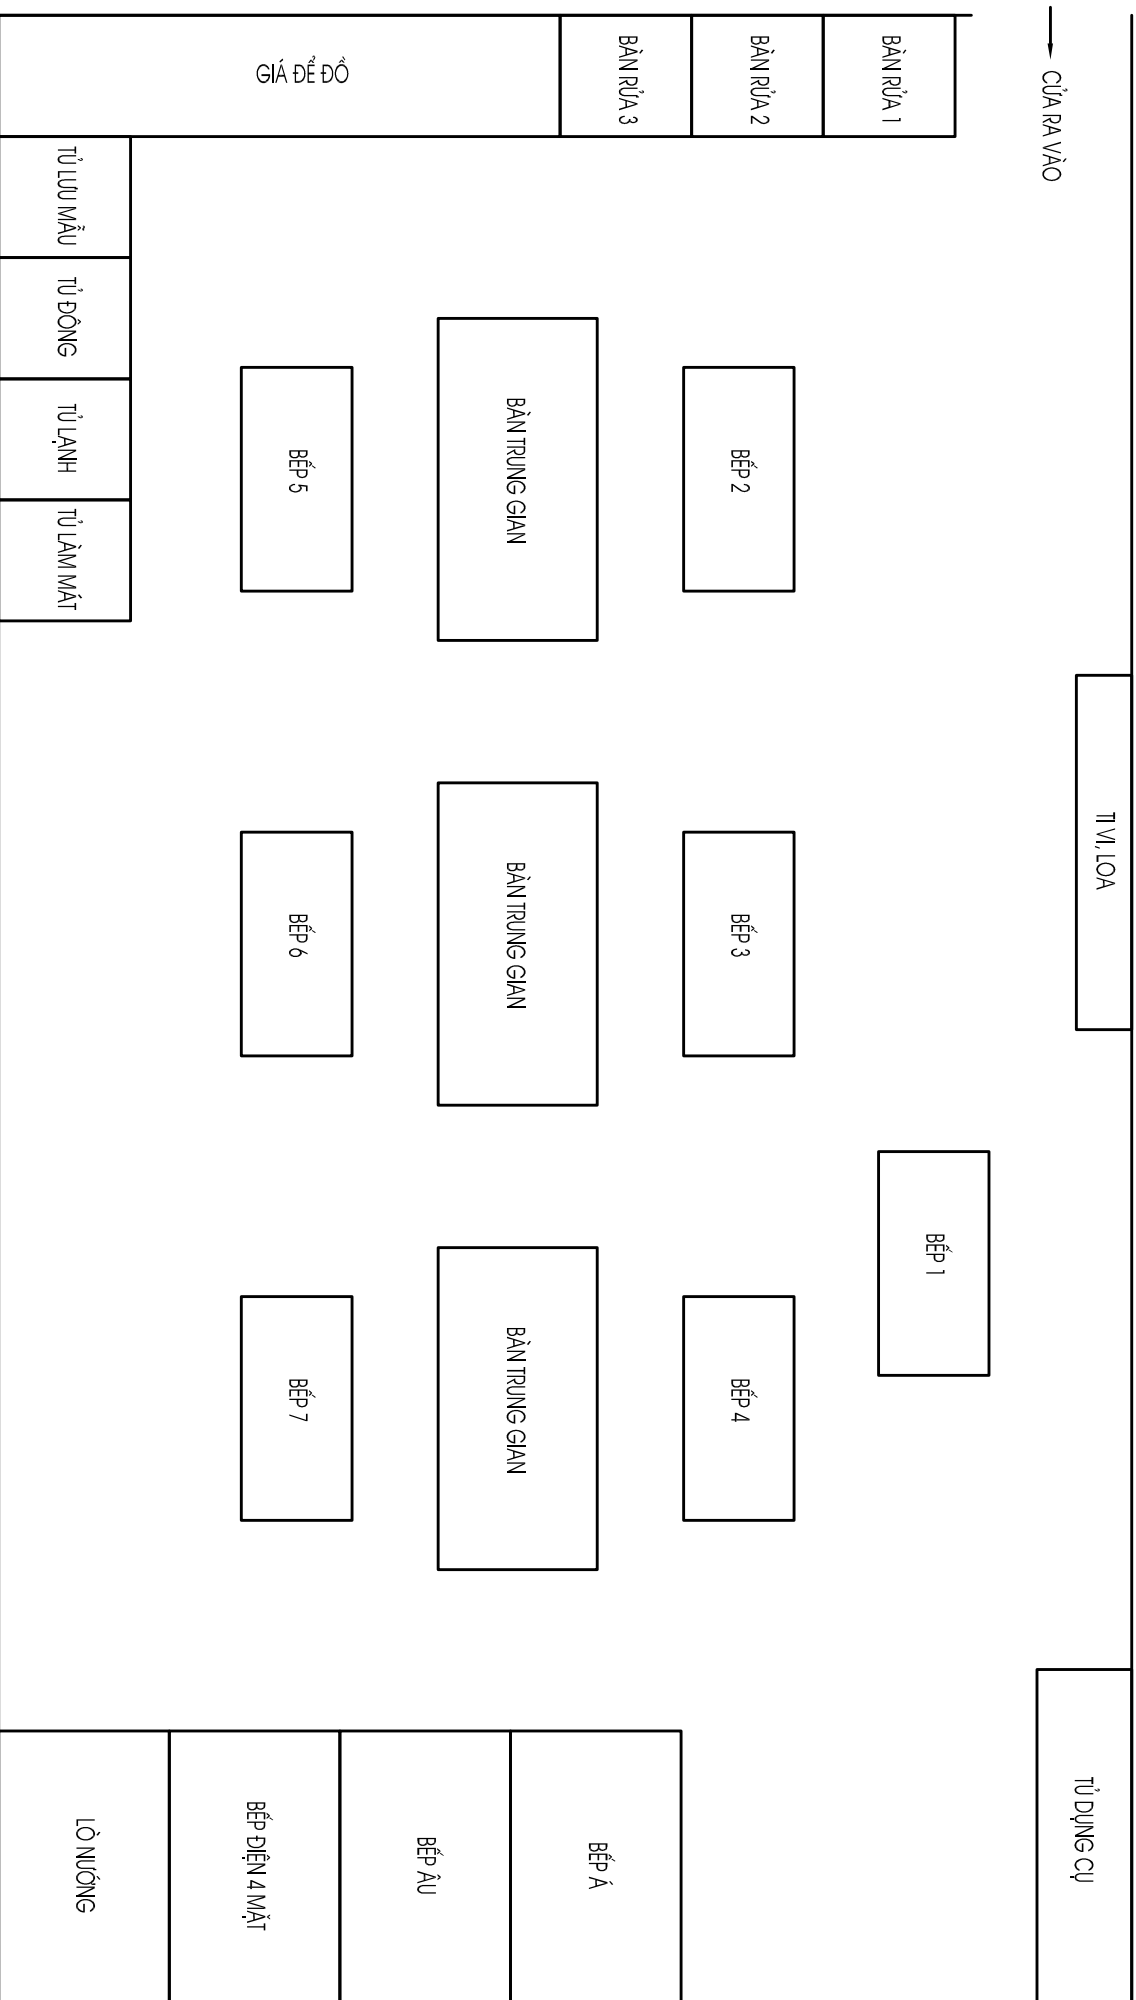 CỬA RA VÀO
TI VI, LOA
TỦ DỤNG CỤ
BÀN RỬA 1
BÀN RỬA 2
BÀN RỬA 3
GIÁ ĐỂ ĐỒ
BẾP 1
BẾP 2
BẾP 3
BẾP 4
BÀN TRUNG GIAN
BÀN TRUNG GIAN
BÀN TRUNG GIAN
BẾP 5
BẾP 6
BẾP 7
BẾP Á
BẾP ÂU
BẾP ĐIỆN 4 MẶT
LÒ NƯỚNG
TỦ LƯU MẪU
TỦ ĐÔNG
TỦ LẠNH
TỦ LÀM MÁT